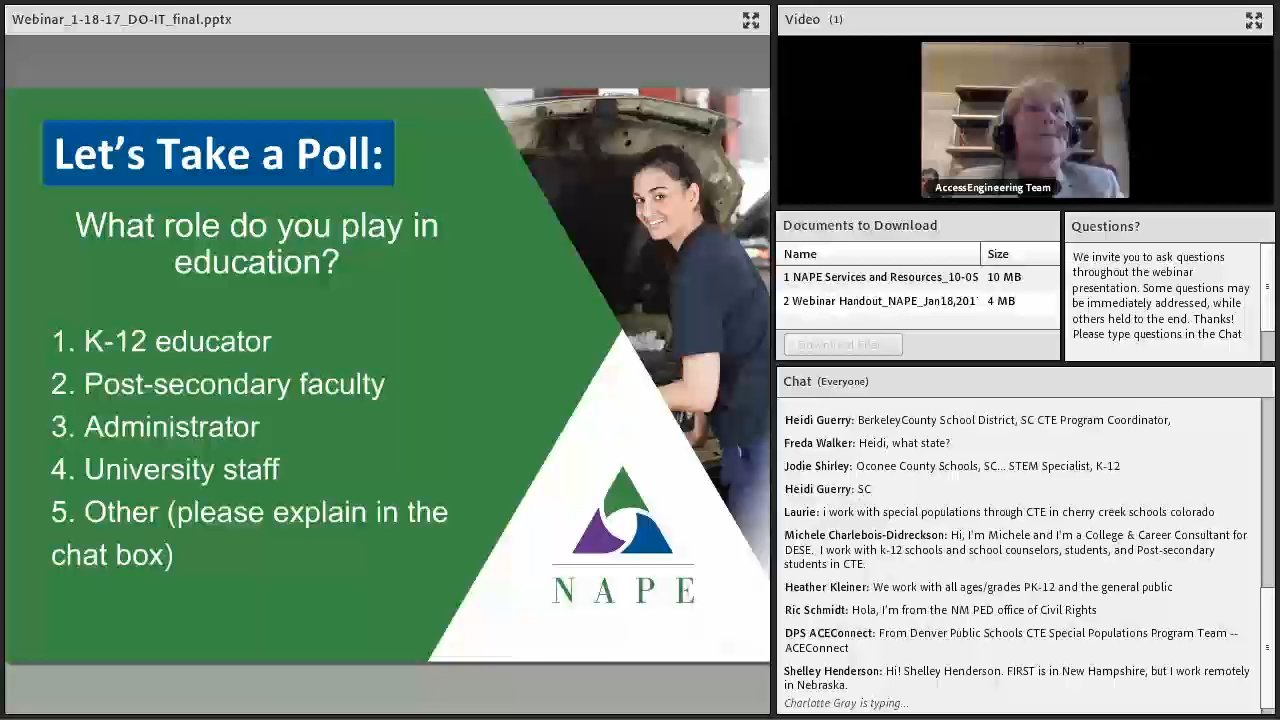 Webinar_1-18-17_DO-IT_final.pptx
Let's Take a Poll:
What role do you play in
education?
1. K-12 educator
2. Post-secondary faculty
3. Administrator
4. University staff
5. Other (please explain in the
chat box)
NAPE
Video (1)
AccessEngineering Team
Documents to Download
Name Size
1 NAPE Services and Resources_10-05 10 MB
2 Webinar Handout_NAPE_Jan18,201 4 MB
Download File
Questions?
We invite you to ask questions
throughout the webinar
presentation. Some questions may
be immediately addressed, while
others held to the end. Thanks!
Please type questions in the Chat
Chat (Everyone)
Heidi Guerry: BerkeleyCounty School District, SC CTE Program Coordinator,
Freda Walker: Heidi, what state?
Jodie Shirley: Oconee County Schools, SC... STEM Specialist, K-12
Heidi Guerry: SC
Laurie: i work with special populations through CTE in cherry creek schools colorado
Michele Charlebois-Didreckson: Hi, I'm Michele and I'm a College & Career Consultant for
DESE. I work with k-12 schools and school counselors, students, and Post-secondary
students in CTE.
Heather Kleiner: We work with all ages/grades PK-12 and the general public
Ric Schmidt: Hola, I'm from the NM PED office of Civil Rights
DPS ACEConnect: From Denver Public Schools CTE Special Populations Program Team --
ACEConnect
Shelley Henderson: Hi! Shelley Henderson. FIRST is in New Hampshire, but I work remotely
in Nebraska.
Charlotte Gray is typing...